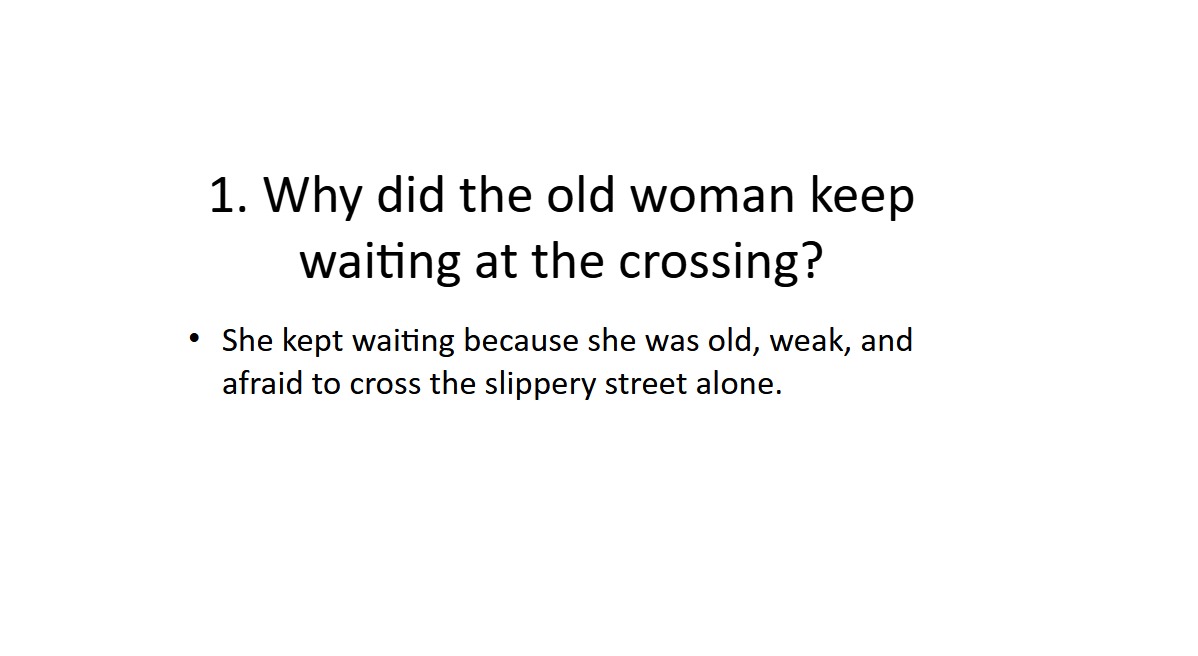 1. Why did the old woman keep
waiting at the crossing?
• She kept waiting because she was old, weak, and
afraid to cross the slippery street alone.